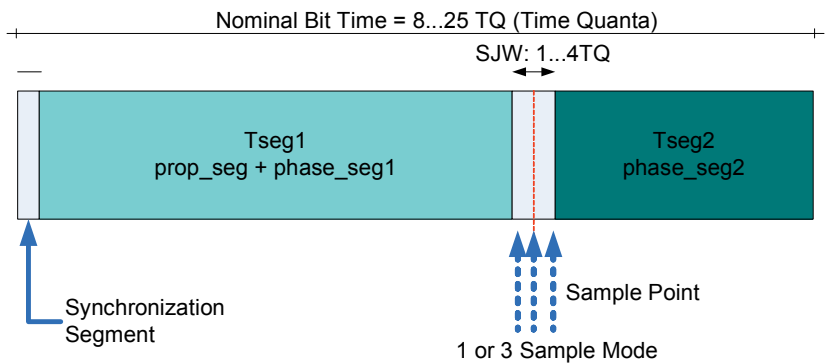 Nominal Bit Time = 8...25 TQ (Time Quanta)
SJW: 1...4TQ
Tseg1
prop_seg + phase_seg1
Tseg2
phase_seg2
Synchronization
Segment
Sample Point
1 or 3 Sample Mode